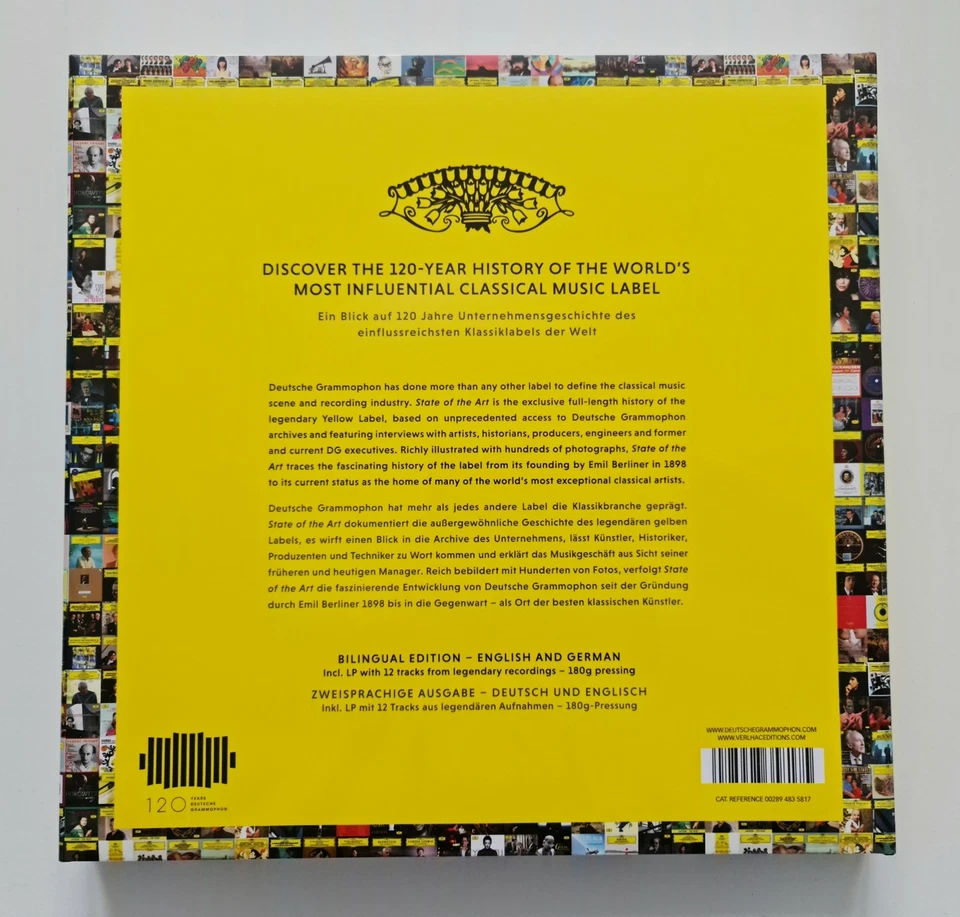 DISCOVER THE 120-YEAR HISTORY OF THE WORLD'S
MOST INFLUENTIAL CLASSICAL MUSIC LABEL
Ein Blick auf 120 Jahre Unternehmensgeschichte des
einflussreichsten Klassiklabels der Welt
Deutsche Grammophon has done more than any other label to define the classical music
scene and recording industry. State of the Art is the exclusive full-length history of the
legendary Yellow Label, based on unprecedented access to Deutsche Grammophon
archives and featuring interviews with artists, historians, producers, engineers and former
and current DG executives. Richly illustrated with hundreds of photographs, State of the
Art traces the fascinating history of the label from its founding by Emil Berliner in 1898
to its current status as the home of many of the world's most exceptional classical artists.
Deutsche Grammophon hat mehr als jedes andere Label die Klassikbranche geprägt.
State of the Art dokumentiert die außergewöhnliche Geschichte des legendären gelben
Labels, es wirft einen Blick in die Archive des Unternehmens, lässt Künstler, Historiker,
Produzenten und Techniker zu Wort kommen und erklärt das Musikgeschäft aus Sicht seiner
früheren und heutigen Manager. Reich bebildert mit Hunderten von Fotos, verfolgt State
of the Art die faszinierende Entwicklung von Deutsche Grammophon seit der Gründung
durch Emil Berliner 1898 bis in die Gegenwart – als Ort der besten klassischen Künstler.
BILINGUAL EDITION – ENGLISH AND GERMAN
Incl. LP with 12 tracks from legendary recordings – 180g pressing
ZWEISPRACHIGE AUSGABE – DEUTSCH UND ENGLISCH
Inkl. LP mit 12 Tracks aus legendären Aufnahmen – 180g-Pressung
WWW.DEUTSCHEGRAMMOPHON.COM
WWW.VERLHACEDITIONS.COM
CAT. REFERENCE 00289 483 5817
120 YEARS
DEUTSCHE
GRAMMOPHON